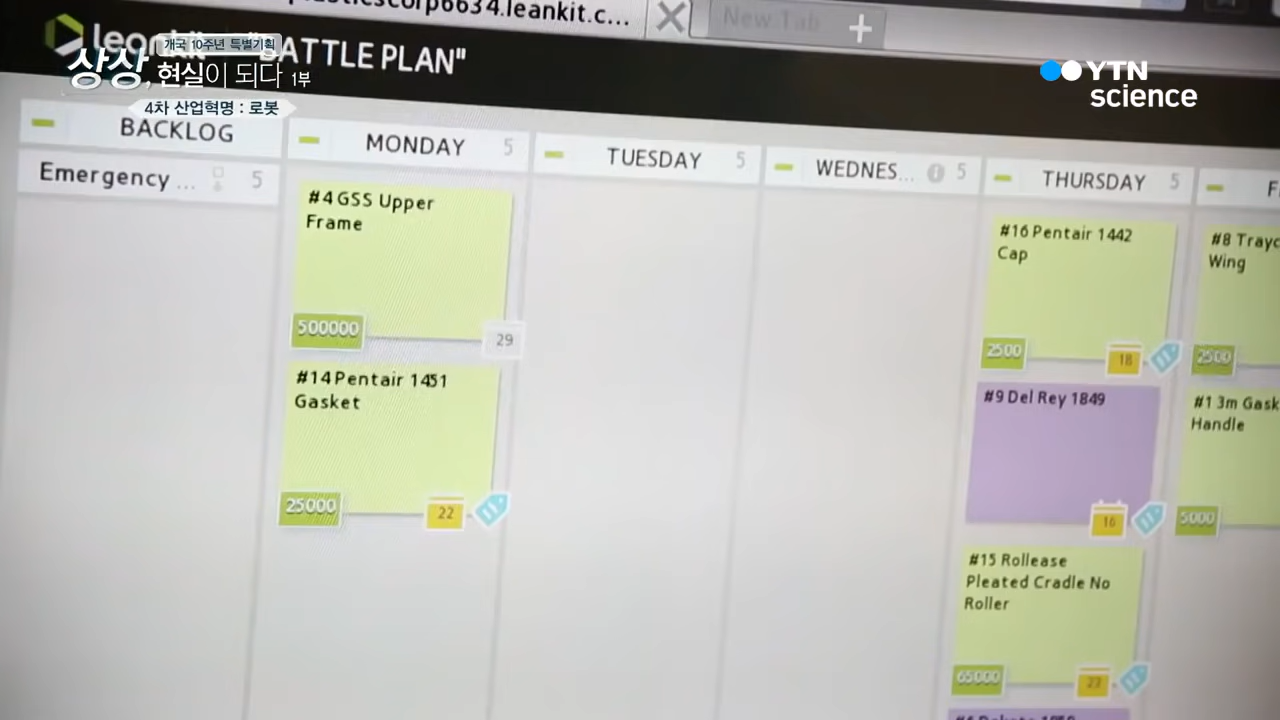 6634.leankit.c...
New Tab
BATTLE PLAN"
개국 10주년 특별기획
상상, 현실이 되다 1부
4차 산업혁명 : 로봇
YTN
science
BACKLOG
MONDAY 5
TUESDAY 5
WEDNES... 5
THURSDAY 5
Emergency ... 5
#4 GSS Upper
Frame
500000
29
#14 Pentair 1451
Gasket
25000
22
#16 Pentair 1442
Cap
2500
18
#9 Del Rey 1849
16
#15 Rollease
Pleated Cradle No
Roller
65000
23
#8
Wing
2500
#1 3m
Handle
5000